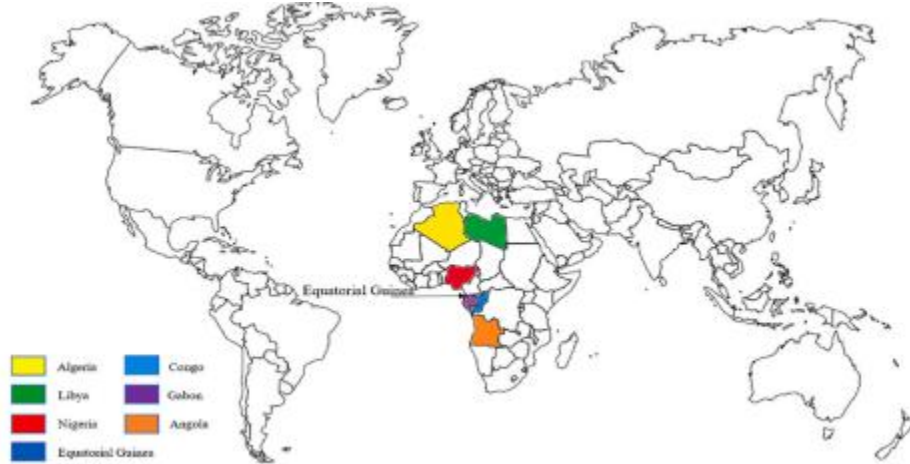 Equatorial Guinea
Algeria
Congo
Libya
Gabon
Nigeria
Angola
Equatorial Guinea